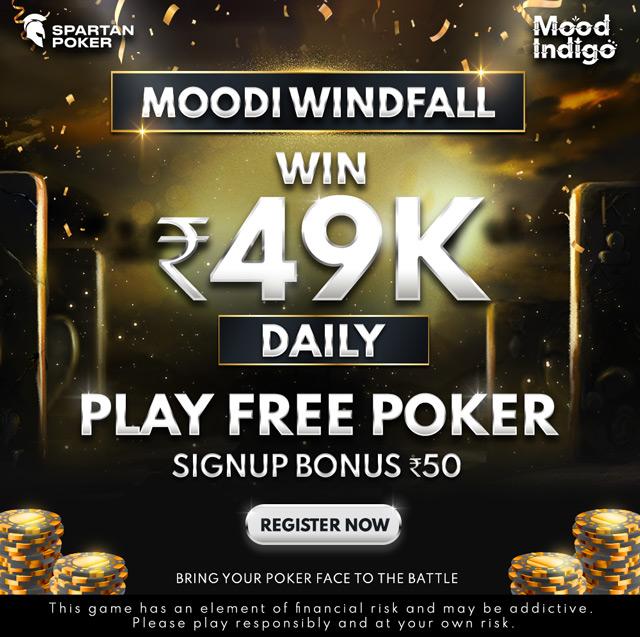 SPARTAN
POKER
Mood
Indigo
MOODI WINDFALL
WIN
₹49K
DAILY
PLAY FREE POKER
SIGNUP BONUS ₹50
REGISTER NOW
BRING YOUR POKER FACE TO THE BATTLE
This game has an element of financial risk and may be addictive.
Please play responsibly and at your own risk.